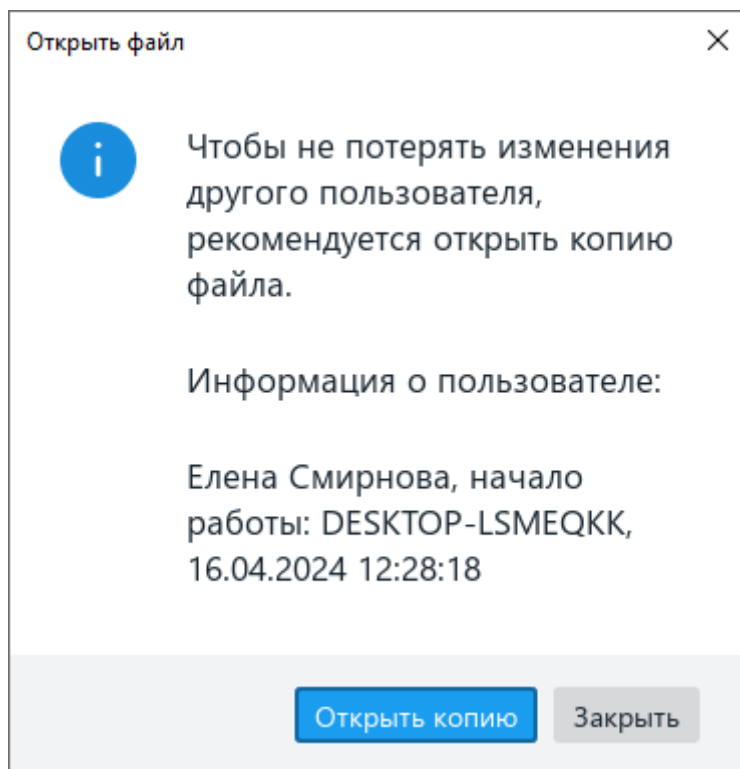 Открыть файл
Чтобы не потерять изменения
другого пользователя,
рекомендуется открыть копию
файла.
Информация о пользователе:
Елена Смирнова, начало
работы: DESKTOP-LSMEQKK,
16.04.2024 12:28:18
Открыть копию
Закрыть